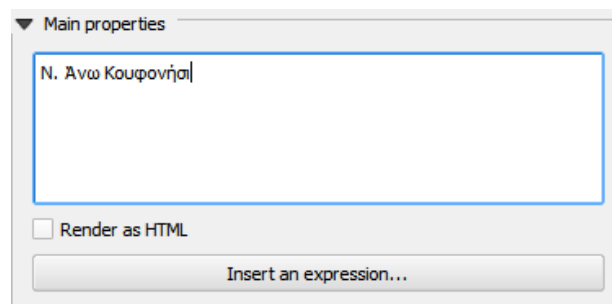 Main properties
Ν. Άνω Κουφονήσι
Render as HTML
Insert an expression...